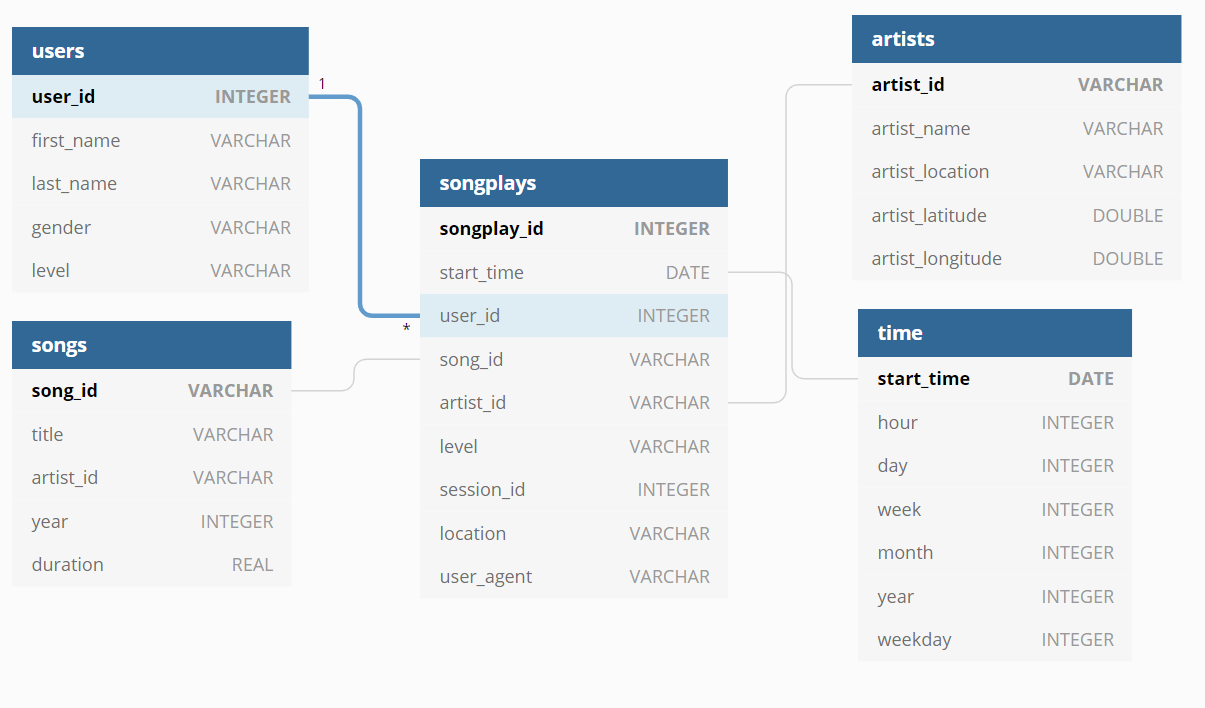 users
user_id INTEGER
first_name VARCHAR
last_name VARCHAR
gender VARCHAR
level VARCHAR
1
*
songs
song_id VARCHAR
title VARCHAR
artist_id VARCHAR
year INTEGER
duration REAL
songplays
songplay_id INTEGER
start_time DATE
user_id INTEGER
song_id VARCHAR
artist_id VARCHAR
level VARCHAR
session_id INTEGER
location VARCHAR
user_agent VARCHAR
artists
artist_id VARCHAR
artist_name VARCHAR
artist_location VARCHAR
artist_latitude DOUBLE
artist_longitude DOUBLE
time
start_time DATE
hour INTEGER
day INTEGER
week INTEGER
month INTEGER
year INTEGER
weekday INTEGER